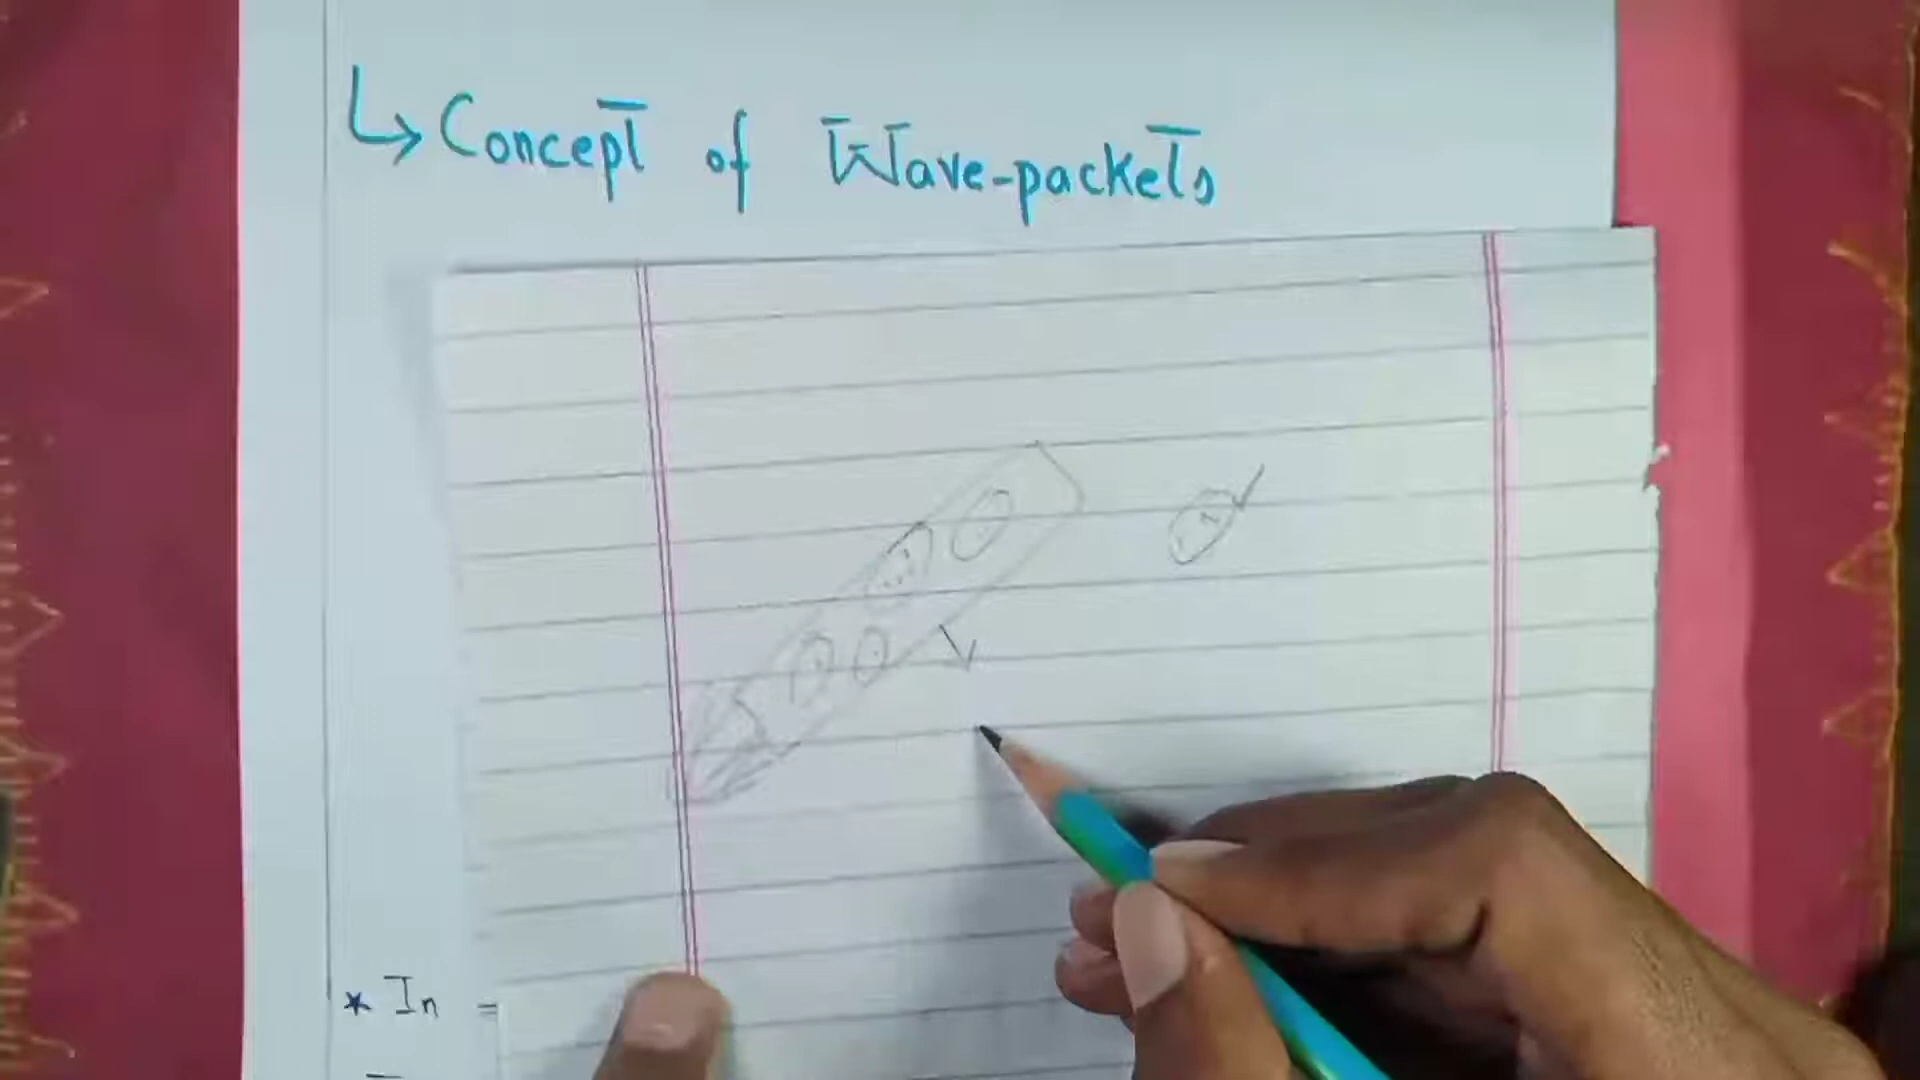 ↳ Concept of Wave-packets
* In =